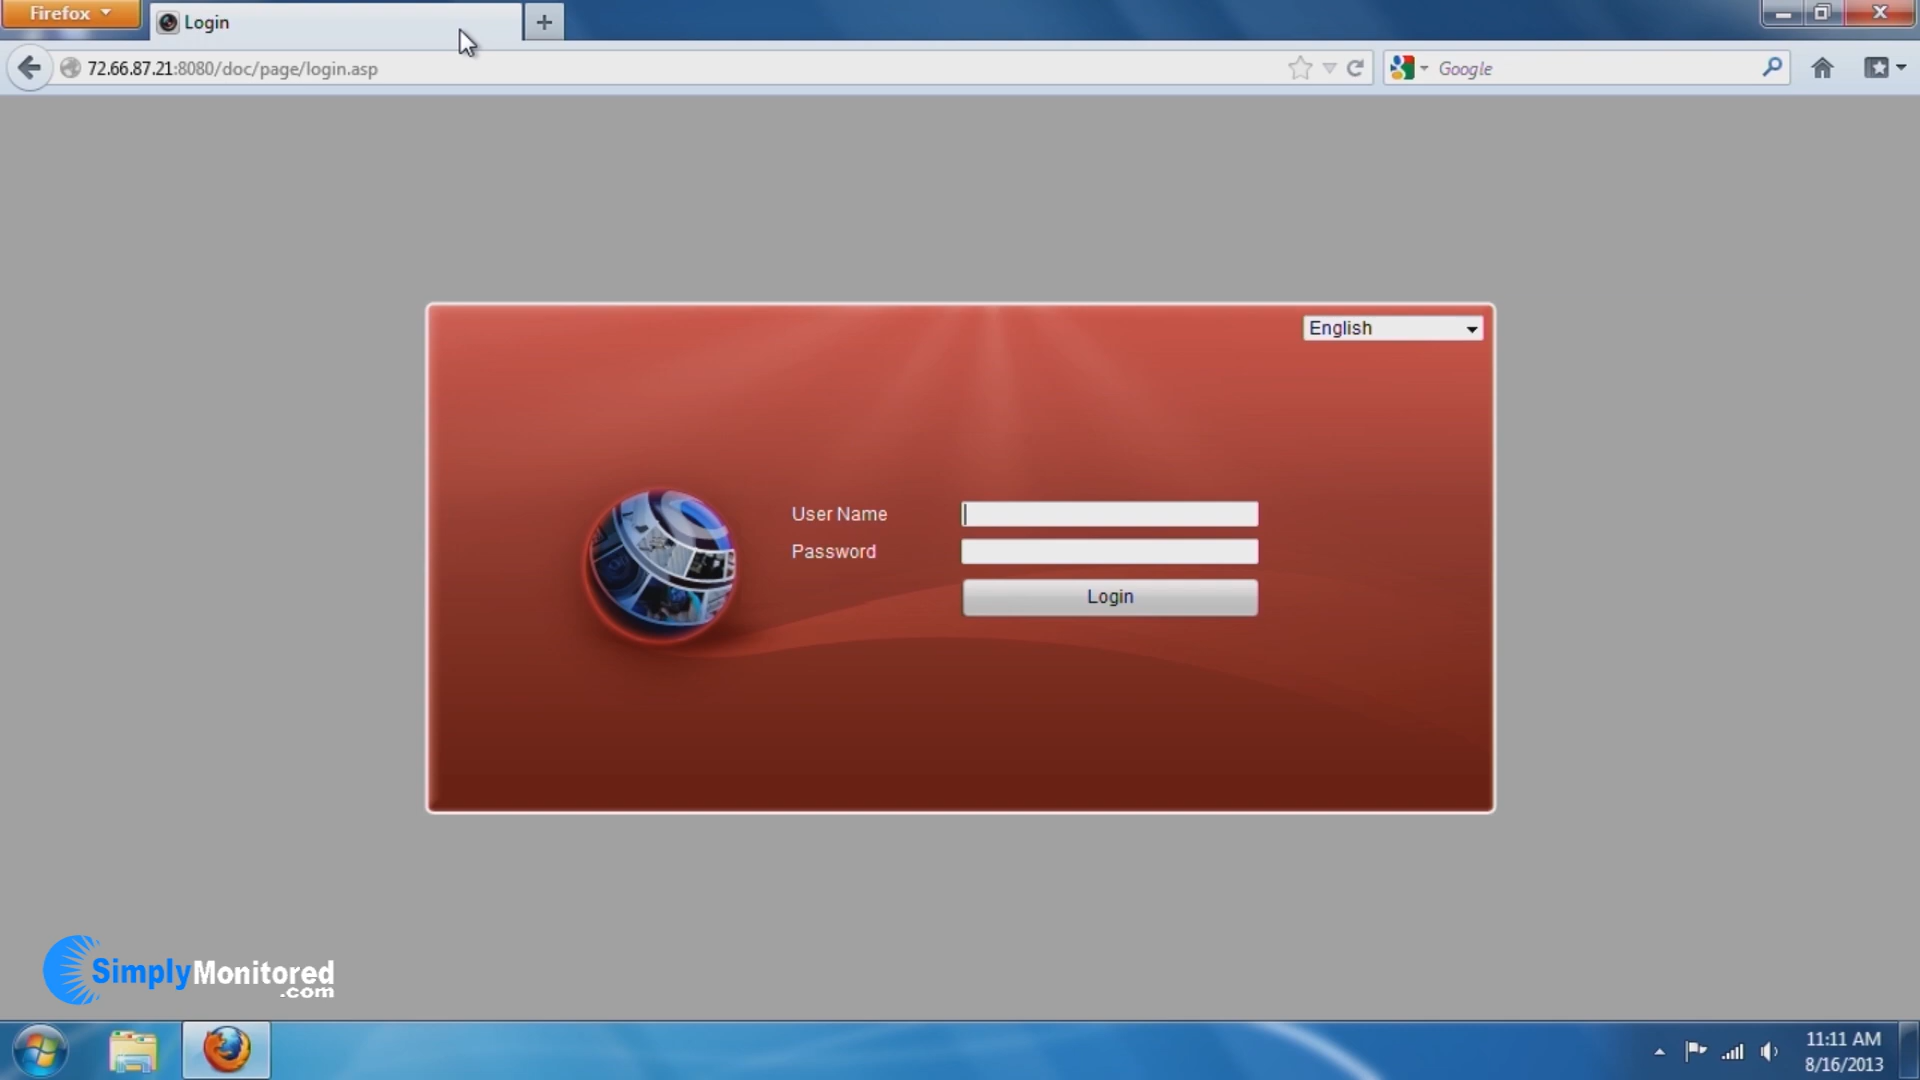 Firefox
Login
72.66.87.21:8080/doc/page/login.asp
Google
English
User Name
Password
Login
SimplyMonitored
.com
11:11 AM
8/16/2013